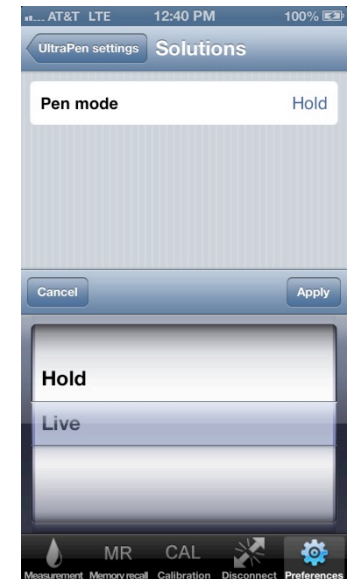 .... AT&T LTE 12:40 PM 100%
UltraPen settings Solutions
Pen mode Hold
Cancel Apply
Hold
Live
MR CAL
Measurement Memory recall Calibration Disconnect Preferences